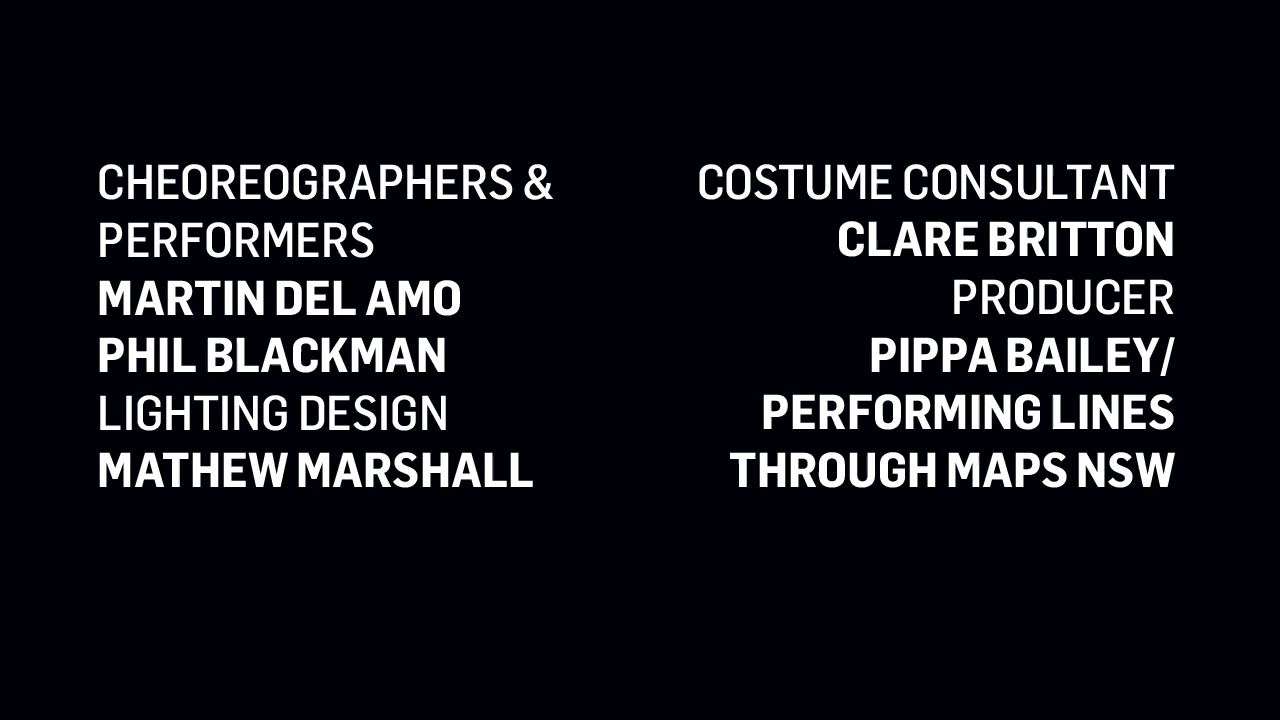 CHEOREOGRAPHERS &
PERFORMERS
MARTIN DEL AMO
PHIL BLACKMAN
LIGHTING DESIGN
MATHEW MARSHALL
COSTUME CONSULTANT
CLARE BRITTON
PRODUCER
PIPPA BAILEY/
PERFORMING LINES
THROUGH MAPS NSW